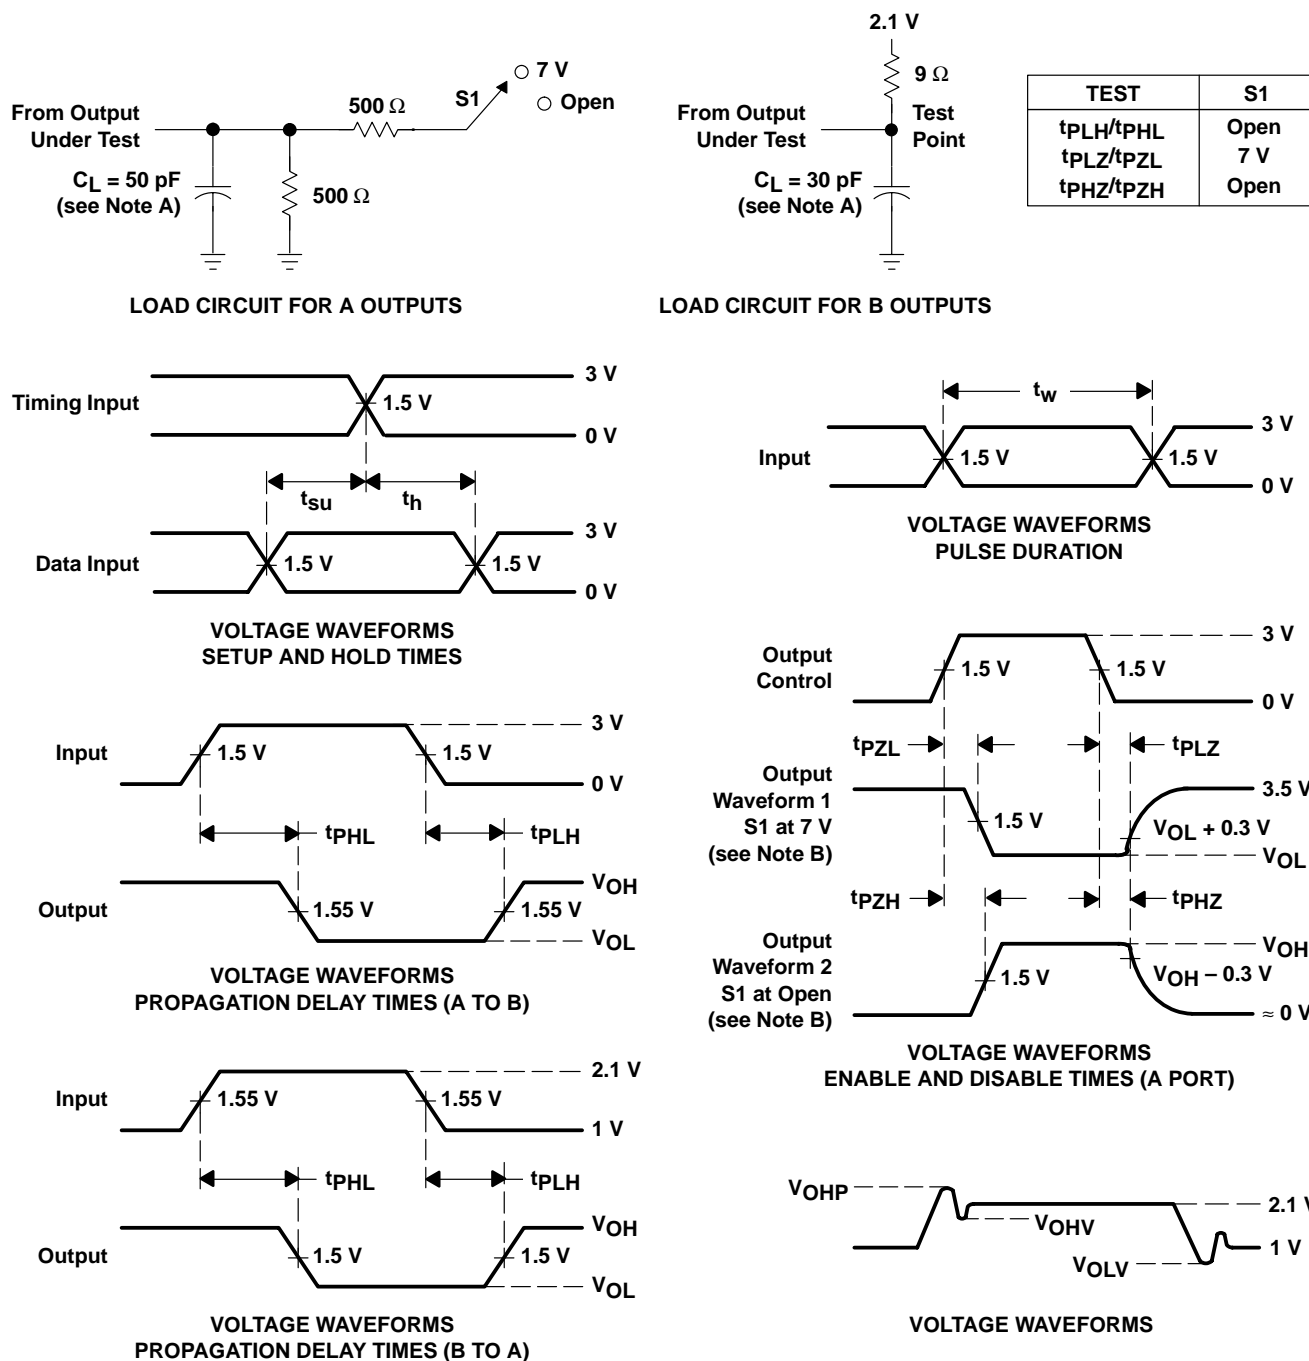 7 V
Open
S1
500 Ω
From Output
Under Test
CL = 50 pF
(see Note A)
500 Ω
LOAD CIRCUIT FOR A OUTPUTS
2.1 V
9 Ω
From Output
Under Test
Test
Point
CL = 30 pF
(see Note A)
LOAD CIRCUIT FOR B OUTPUTS
TEST S1
tPLH/tPHL Open
tPLZ/tPZL 7 V
tPHZ/tPZH Open
Timing Input
3 V
1.5 V
0 V
tsu
th
Data Input
3 V
1.5 V
1.5 V
0 V
VOLTAGE WAVEFORMS
SETUP AND HOLD TIMES
tw
Input
3 V
1.5 V
1.5 V
0 V
VOLTAGE WAVEFORMS
PULSE DURATION
Input
3 V
1.5 V
1.5 V
0 V
tPHL
tPLH
Output
VOH
1.55 V
1.55 V
VOL
VOLTAGE WAVEFORMS
PROPAGATION DELAY TIMES (A TO B)
Output
Control
3 V
1.5 V
1.5 V
0 V
tPZL
tPLZ
Output
Waveform 1
S1 at 7 V
(see Note B)
3.5 V
1.5 V
VOL + 0.3 V
VOL
tPZH
tPHZ
Output
Waveform 2
S1 at Open
(see Note B)
VOH
1.5 V
VOH – 0.3 V
≈ 0 V
VOLTAGE WAVEFORMS
ENABLE AND DISABLE TIMES (A PORT)
Input
2.1 V
1.55 V
1.55 V
1 V
tPHL
tPLH
Output
VOH
1.5 V
1.5 V
VOL
VOLTAGE WAVEFORMS
PROPAGATION DELAY TIMES (B TO A)
VOHP
2.1 V
VOHV
1 V
VOLV
VOLTAGE WAVEFORMS